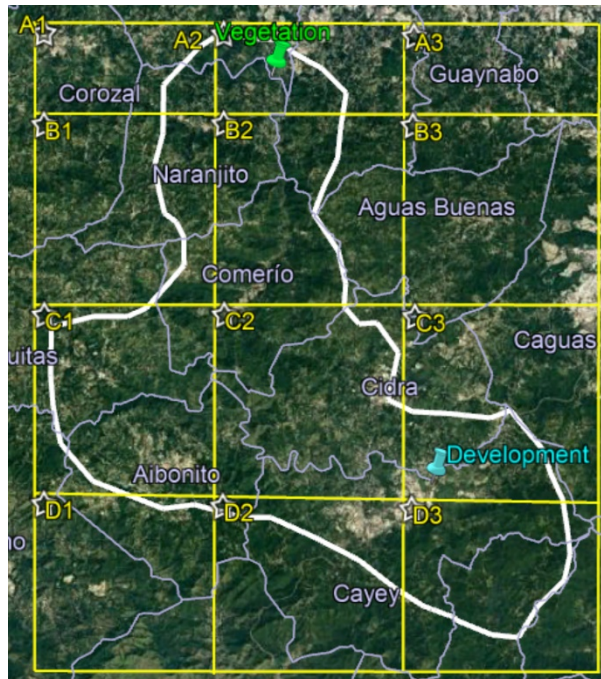 A1
A2
Vegetation
A3
Guaynabo
Corozal
B1
B2
B3
Naranjito
Aguas Buenas
Comerío
C1
C2
C3
Caguas
uitas
Cidra
Development
Aibonito
D1
D2
D3
no
Cayey